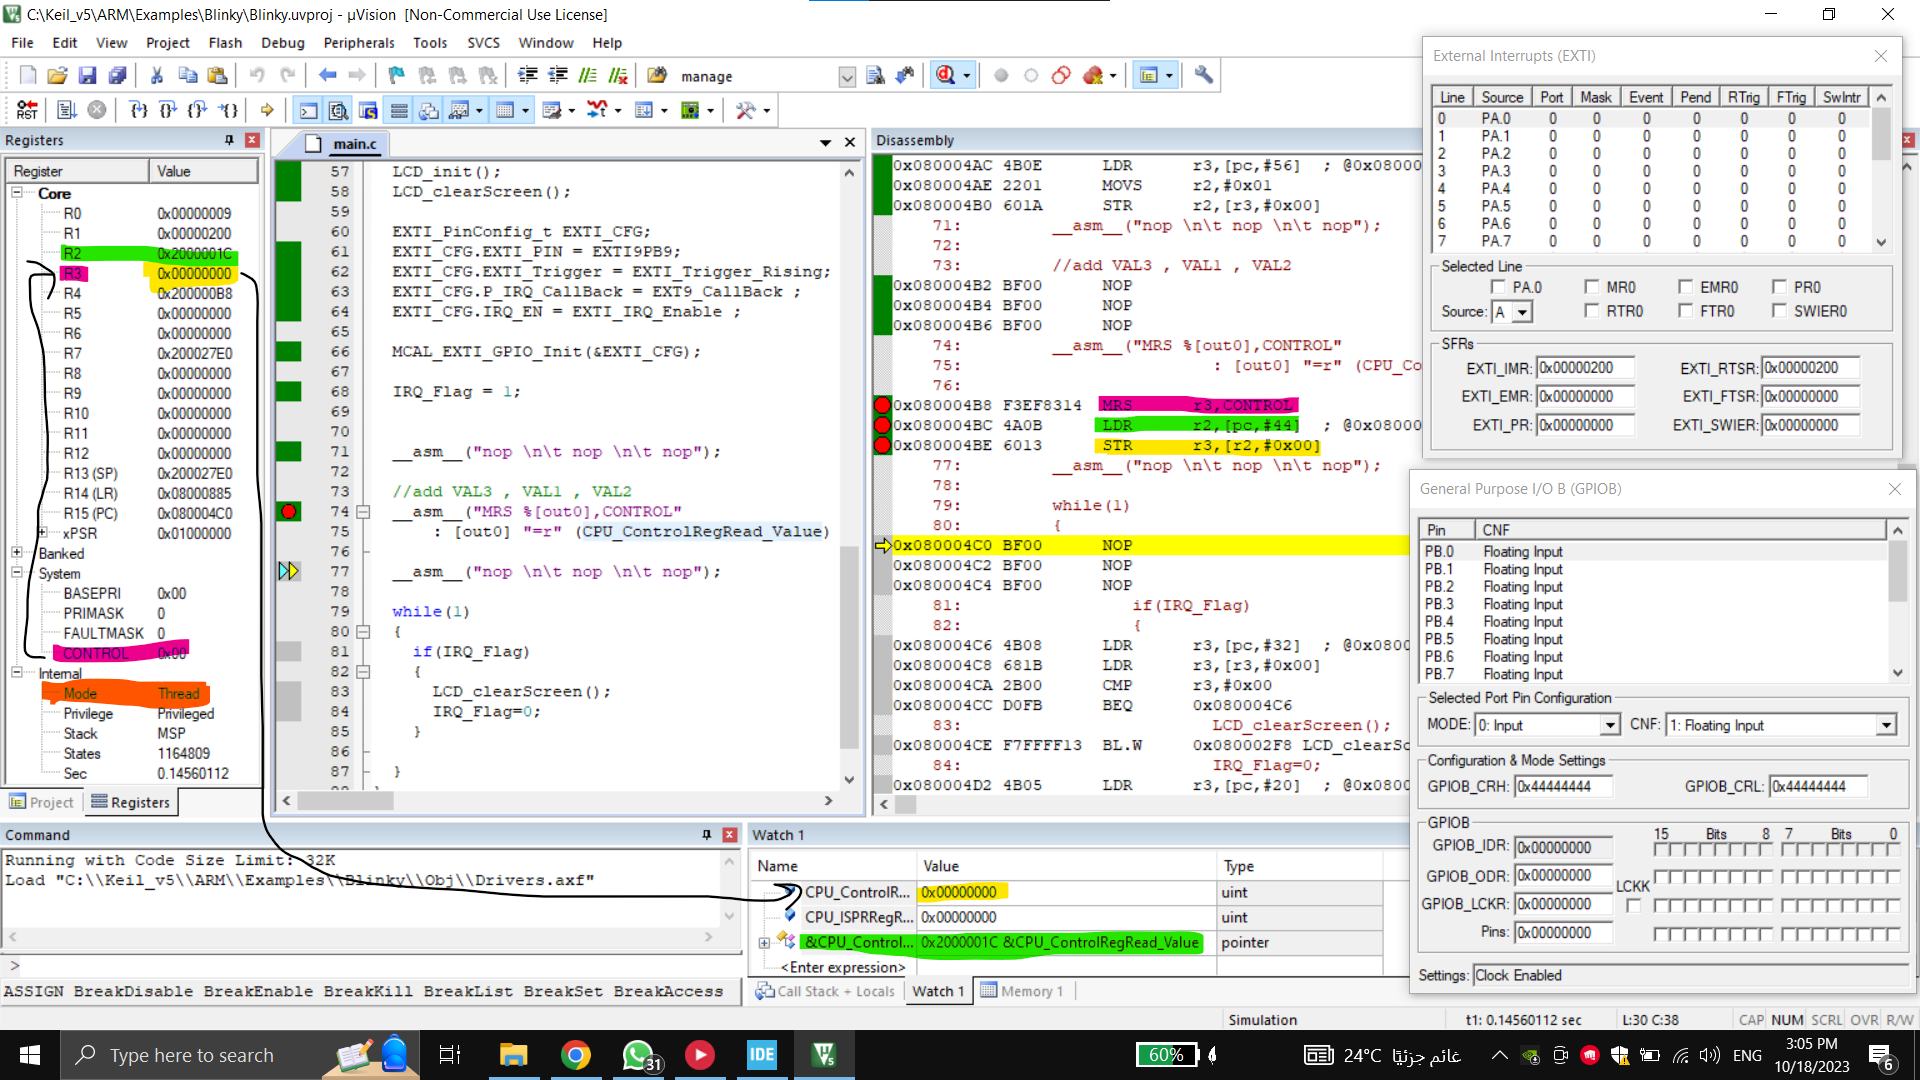 C:\Keil_v5\ARM\Examples\Blinky\Blinky.uvproj - µVision  [Non-Commercial Use License]
File Edit View Project Flash Debug Peripherals Tools SVCS Window Help
manage
RST
Registers
Register Value
Core
R0 0x00000009
R1 0x00000200
R2 0x2000001C
R3 0x00000000
R4 0x200000B8
R5 0x00000000
R6 0x00000000
R7 0x200027E0
R8 0x00000000
R9 0x00000000
R10 0x00000000
R11 0x00000000
R12 0x00000000
R13 (SP) 0x200027E0
R14 (LR) 0x08000885
R15 (PC) 0x080004C0
xPSR 0x01000000
Banked
System
BASEPRI 0x00
PRIMASK 0
FAULTMASK 0
CONTROL 0x00
Internal
Mode Thread
Privilege Privileged
Stack MSP
States 1164809
Sec 0.14560112
Project Registers
main.c
57 LCD_init();
58 LCD_clearScreen();
59
60 EXTI_PinConfig_t EXTI_CFG;
61 EXTI_CFG.EXTI_PIN = EXTI9PB9;
62 EXTI_CFG.EXTI_Trigger = EXTI_Trigger_Rising;
63 EXTI_CFG.P_IRQ_CallBack = EXT9_CallBack ;
64 EXTI_CFG.IRQ_EN = EXTI_IRQ_Enable ;
65
66 MCAL_EXTI_GPIO_Init(&EXTI_CFG);
67
68 IRQ_Flag = 1;
69
70
71 __asm__("nop \n\t nop \n\t nop");
72
73 //add VAL3 , VAL1 , VAL2
74 __asm__("MRS %[out0],CONTROL"
75 : [out0] "=r" (CPU_ControlRegRead_Value)
76
77 __asm__("nop \n\t nop \n\t nop");
78
79 while(1)
80 {
81 if(IRQ_Flag)
82 {
83 LCD_clearScreen();
84 IRQ_Flag=0;
85 }
86
87 }
Disassembly
0x080004AC 4B0E LDR r3,[pc,#56] ; @0x0800
0x080004AE 2201 MOVS r2,#0x01
0x080004B0 601A STR r2,[r3,#0x00]
71: __asm__("nop \n\t nop \n\t nop");
72:
73: //add VAL3 , VAL1 , VAL2
0x080004B2 BF00 NOP
0x080004B4 BF00 NOP
0x080004B6 BF00 NOP
74: __asm__("MRS %[out0],CONTROL"
75: : [out0] "=r" (CPU_Co
76:
0x080004B8 F3EF8314 MRS r3,CONTROL
0x080004BC 4A0B LDR r2,[pc,#44] ; @0x0800
0x080004BE 6013 STR r3,[r2,#0x00]
77: __asm__("nop \n\t nop \n\t nop");
78:
79: while(1)
80: {
0x080004C0 BF00 NOP
0x080004C2 BF00 NOP
0x080004C4 BF00 NOP
81: if(IRQ_Flag)
82: {
0x080004C6 4B08 LDR r3,[pc,#32] ; @0x0800
0x080004C8 681B LDR r3,[r3,#0x00]
0x080004CA 2B00 CMP r3,#0x00
0x080004CC D0FB BEQ 0x080004C6
83: LCD_clearScreen();
0x080004CE F7FFFF13 BL.W 0x080002F8 LCD_clearSc
84: IRQ_Flag=0;
0x080004D2 4B05 LDR r3,[pc,#20] ; @0x0800
External Interrupts (EXTI)
Line Source Port Mask Event Pend RTrig FTrig SwIntr
0 PA.0 0 0 0 0 0 0 0
1 PA.1 0 0 0 0 0 0 0
2 PA.2 0 0 0 0 0 0 0
3 PA.3 0 0 0 0 0 0 0
4 PA.4 0 0 0 0 0 0 0
5 PA.5 0 0 0 0 0 0 0
6 PA.6 0 0 0 0 0 0 0
7 PA.7 0 0 0 0 0 0 0
Selected Line
PA.0 MR0 EMR0 PR0
Source: A RTR0 FTR0 SWIER0
SFRs
EXTI_IMR: 0x00000200 EXTI_RTSR: 0x00000200
EXTI_EMR: 0x00000000 EXTI_FTSR: 0x00000000
EXTI_PR: 0x00000000 EXTI_SWIER: 0x00000000
General Purpose I/O B (GPIOB)
Pin CNF
PB.0 Floating Input
PB.1 Floating Input
PB.2 Floating Input
PB.3 Floating Input
PB.4 Floating Input
PB.5 Floating Input
PB.6 Floating Input
PB.7 Floating Input
Selected Port Pin Configuration
MODE: 0: Input CNF: 1: Floating Input
Configuration & Mode Settings
GPIOB_CRH: 0x44444444 GPIOB_CRL: 0x44444444
GPIOB
15 Bits 8 7 Bits 0
GPIOB_IDR: 0x00000000
GPIOB_ODR: 0x00000000
LCKK
GPIOB_LCKR: 0x00000000
Pins: 0x00000000
Settings: Clock Enabled
Command
Running with Code Size Limit: 32K
Load "C:\\Keil_v5\\ARM\\Examples\\Blinky\\Obj\\Drivers.axf"
>
ASSIGN BreakDisable BreakEnable BreakKill BreakList BreakSet BreakAccess
Watch 1
Name Value Type
CPU_ControlR... 0x00000000 uint
CPU_ISPRRegR... 0x00000000 uint
&CPU_Control... 0x2000001C &CPU_ControlRegRead_Value pointer
<Enter expression>
Call Stack + Locals Watch 1 Memory 1
Simulation t1: 0.14560112 sec L:30 C:38 CAP NUM SCRL OVR R/W
Type here to search
31
IDE
60%
24°C غائم جزئيًا
ENG
3:05 PM
10/18/2023
6